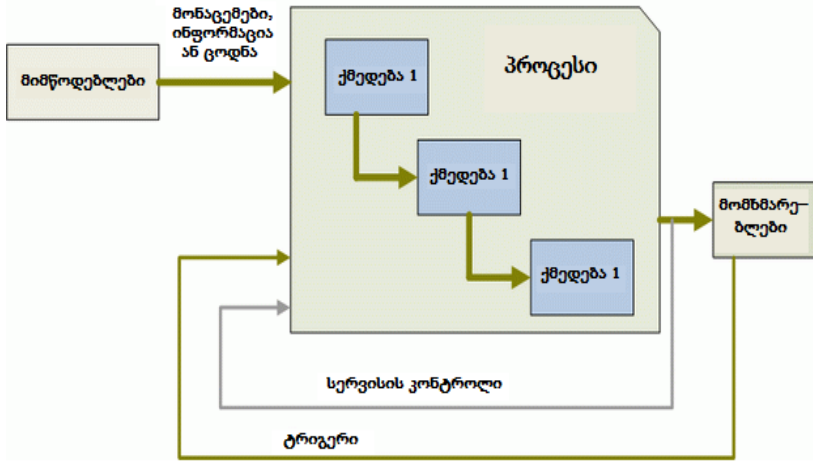 მონაცემები,
ინფორმაცია
ან ცოდნა
მიმწოდებლები
ქმედება 1
პროცესი
ქმედება 1
მომხმარე–
ბლები
ქმედება 1
სერვისის კონტროლი
ტრიგერი